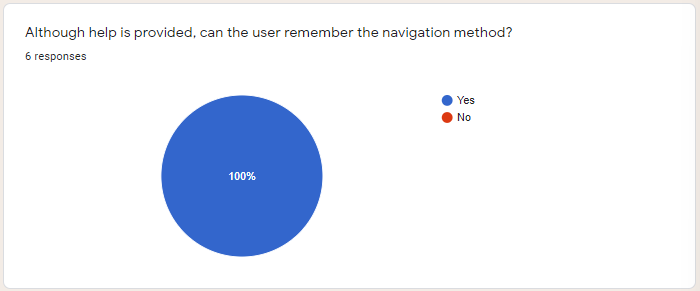 Although help is provided, can the user remember the navigation method?
6 responses
Yes
No
100%